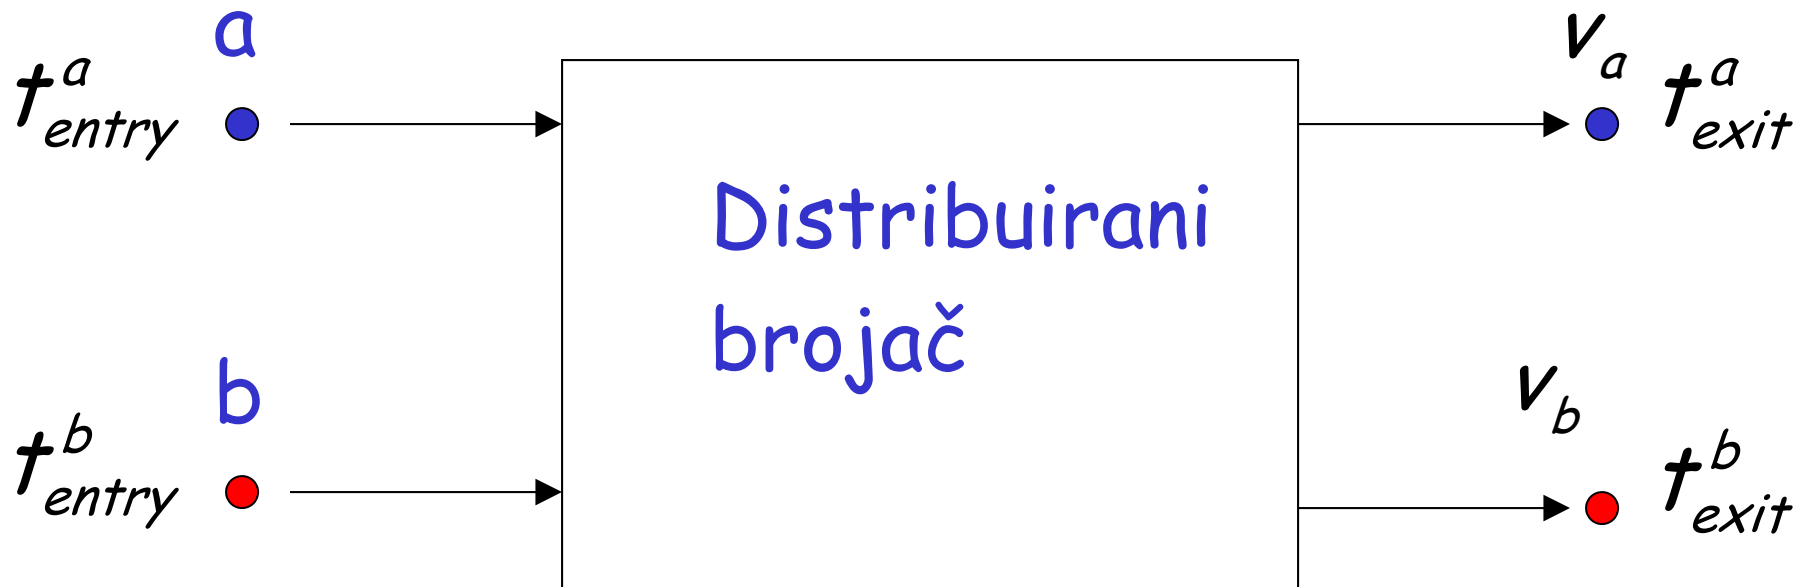 a
t^a_entry
v_a
t^a_exit
Distribuirani
brojač
b
t^b_entry
v_b
t^b_exit